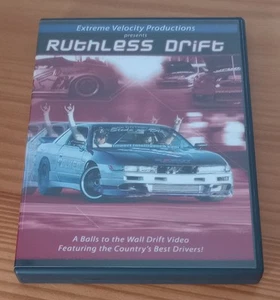 Extreme Velocity Productions
presents
Ruthless Drift
A Balls to the Wall Drift Video
Featuring the Country's Best Drivers!